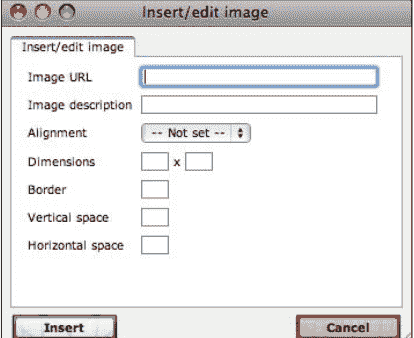 Insert/edit image
Insert/edit image
Image URL
Image description
Alignment -- Not set --
Dimensions x
Border
Vertical space
Horizontal space
Insert Cancel